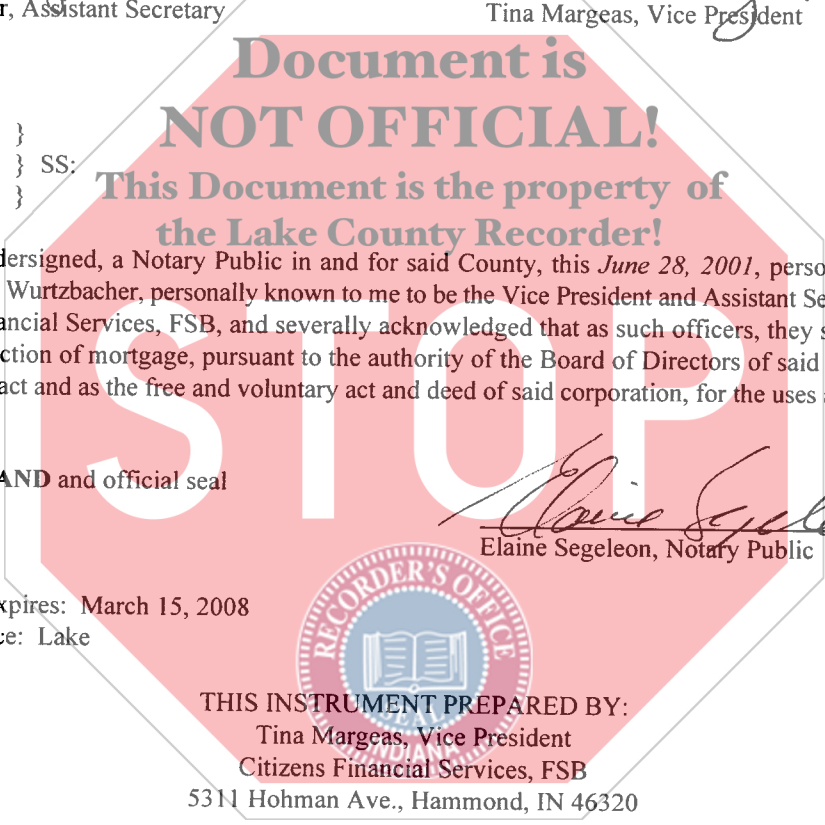 r, Assistant Secretary Tina Margeas, Vice President
Document is
NOT OFFICIAL!
}
} SS:
}
This Document is the property of
the Lake County Recorder!
dersigned, a Notary Public in and for said County, this June 28, 2001, perso
Wurtzbacher, personally known to me to be the Vice President and Assistant Se
ancial Services, FSB, and severally acknowledged that as such officers, they s
ction of mortgage, pursuant to the authority of the Board of Directors of said
act and as the free and voluntary act and deed of said corporation, for the uses
STOP
AND and official seal
Elaine Segele
Elaine Segeleon, Notary Public
xpires: March 15, 2008
ce: Lake
RECORDER'S OFFICE
SEAL
INDIANA
THIS INSTRUMENT PREPARED BY:
Tina Margeas, Vice President
Citizens Financial Services, FSB
5311 Hohman Ave., Hammond, IN 46320